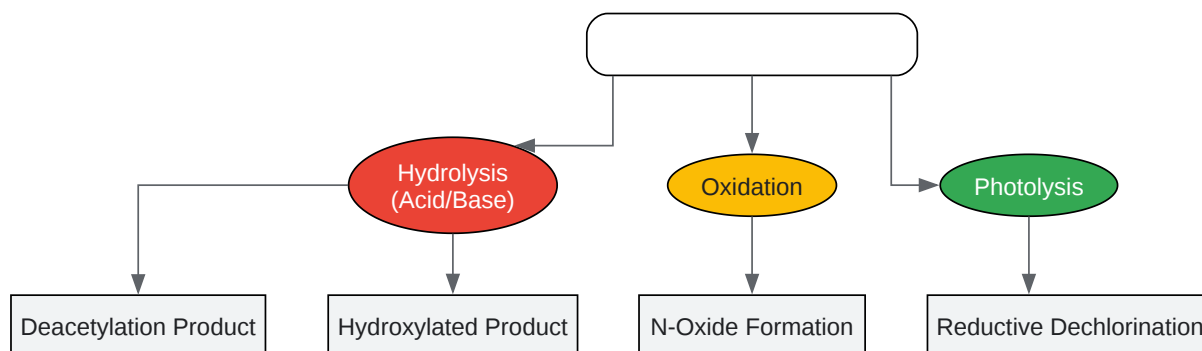 Hydrolysis
(Acid/Base)
Oxidation
Photolysis
Deacetylation Product
Hydroxylated Product
N-Oxide Formation
Reductive Dechlorination